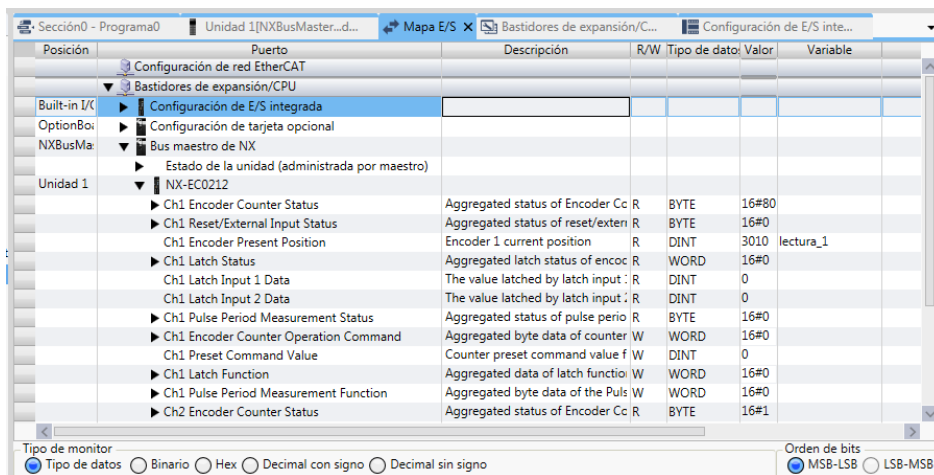 Sección0 - Programa0 Unidad 1[NXBusMaster...d... Mapa E/S X Bastidores de expansión/C... Configuración de E/S inte...
Posición Puerto Descripción R/W Tipo de dato Valor Variable
Configuración de red EtherCAT
Bastidores de expansión/CPU
Built-in I/( Configuración de E/S integrada
OptionBo Configuración de tarjeta opcional
NXBusMa Bus maestro de NX
Estado de la unidad (administrada por maestro)
Unidad 1 NX-EC0212
Ch1 Encoder Counter Status Aggregated status of Encoder Cc R BYTE 16#80
Ch1 Reset/External Input Status Aggregated status of reset/exter R BYTE 16#0
Ch1 Encoder Present Position Encoder 1 current position R DINT 3010 lectura_1
Ch1 Latch Status Aggregated latch status of encoc R WORD 16#0
Ch1 Latch Input 1 Data The value latched by latch input R DINT 0
Ch1 Latch Input 2 Data The value latched by latch input R DINT 0
Ch1 Pulse Period Measurement Status Aggregated status of pulse perio R BYTE 16#0
Ch1 Encoder Counter Operation Command Aggregated byte data of counter W WORD 16#0
Ch1 Preset Command Value Counter preset command value f W DINT 0
Ch1 Latch Function Aggregated data of latch functio W WORD 16#0
Ch1 Pulse Period Measurement Function Aggregated byte data of the Puls W WORD 16#0
Ch2 Encoder Counter Status Aggregated status of Encoder Cc R BYTE 16#1
Tipo de monitor Orden de bits
Tipo de datos Binario Hex Decimal con signo Decimal sin signo MSB-LSB LSB-MSB